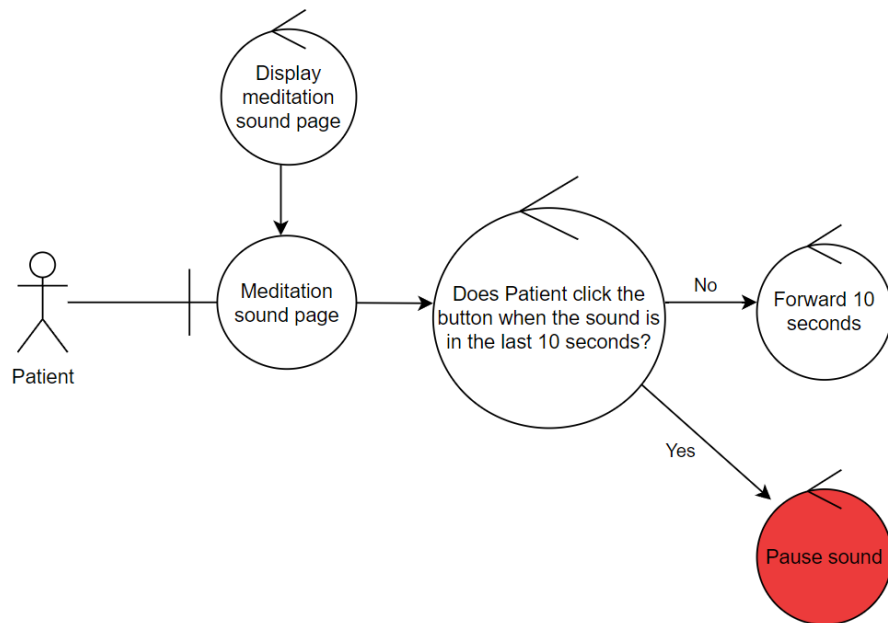 Display
meditation
sound page
Patient
Meditation
sound page
Does Patient click the
button when the sound is
in the last 10 seconds?
No
Forward 10
seconds
Yes
Pause sound